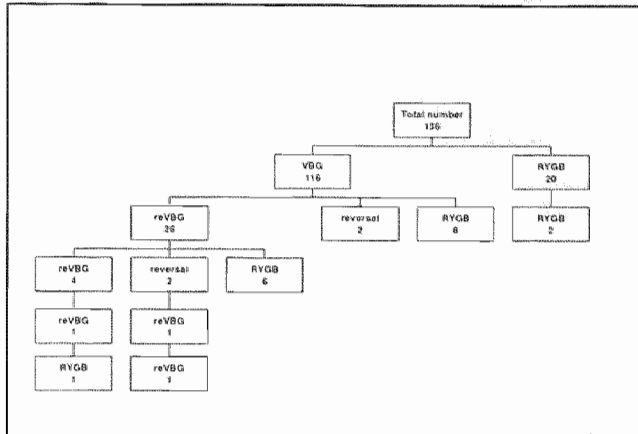 Total number
136
VBG
116
RYGB
20
reVBG
26
reversal
2
RYGB
8
RYGB
2
reVBG
4
reversal
2
RYGB
6
reVBG
1
reVBG
1
RYGB
1
reVBG
1